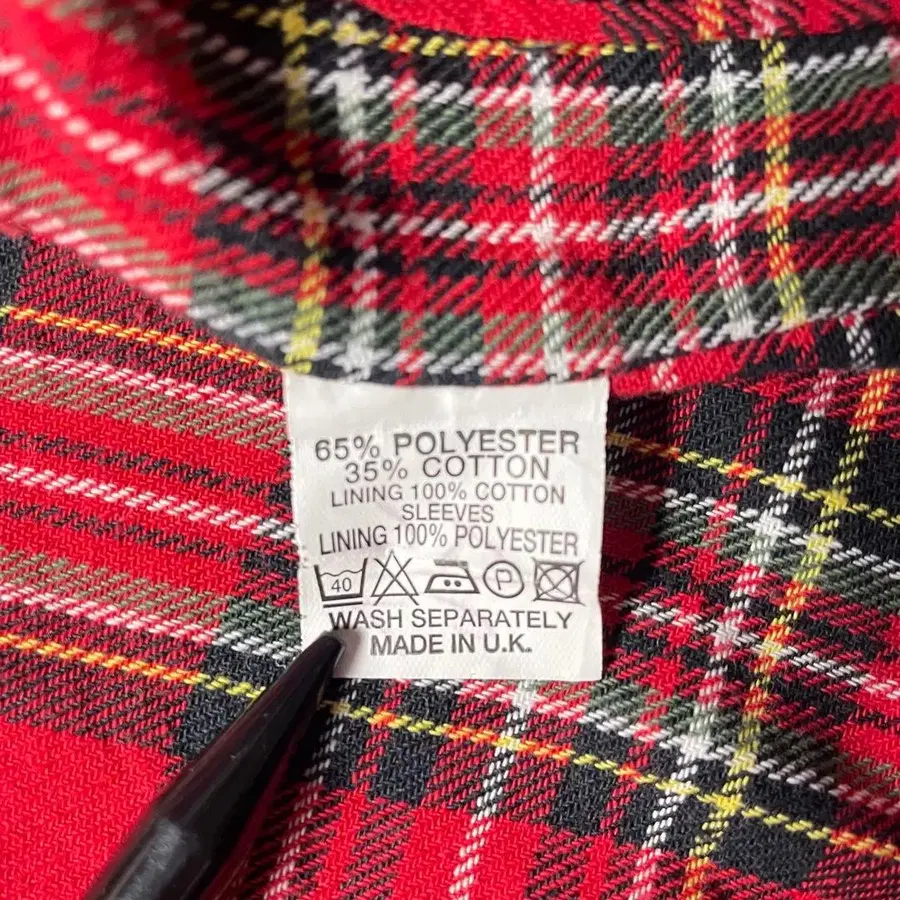 65% POLYESTER
35% COTTON
LINING 100% COTTON
SLEEVES
LINING 100% POLYESTER
40 P
WASH SEPARATELY
MADE IN U.K.